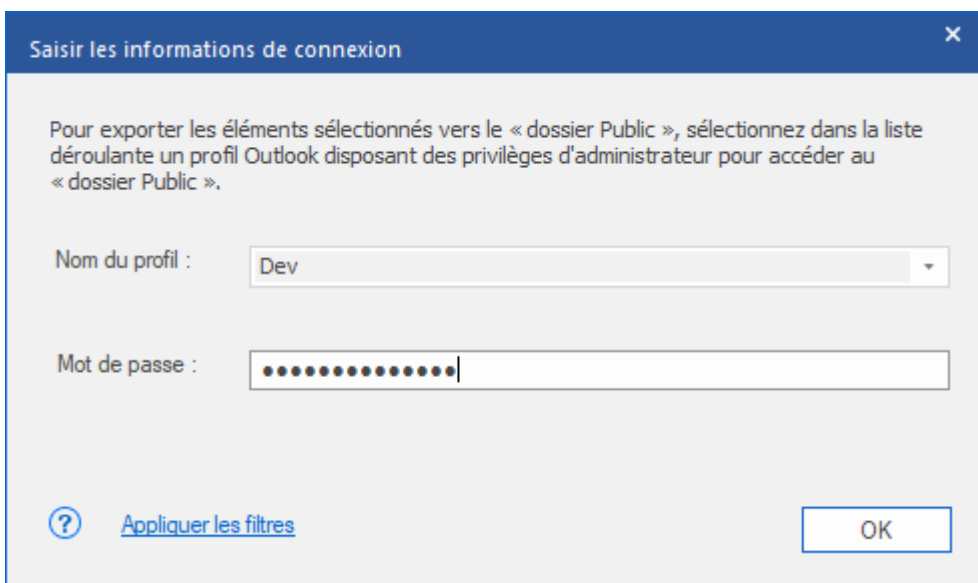 Saisir les informations de connexion
Pour exporter les éléments sélectionnés vers le « dossier Public », sélectionnez dans la liste
déroulante un profil Outlook disposant des privilèges d'administrateur pour accéder au
« dossier Public ».
Nom du profil :
Dev
Mot de passe :
••••••••••••••
Appliquer les filtres
OK